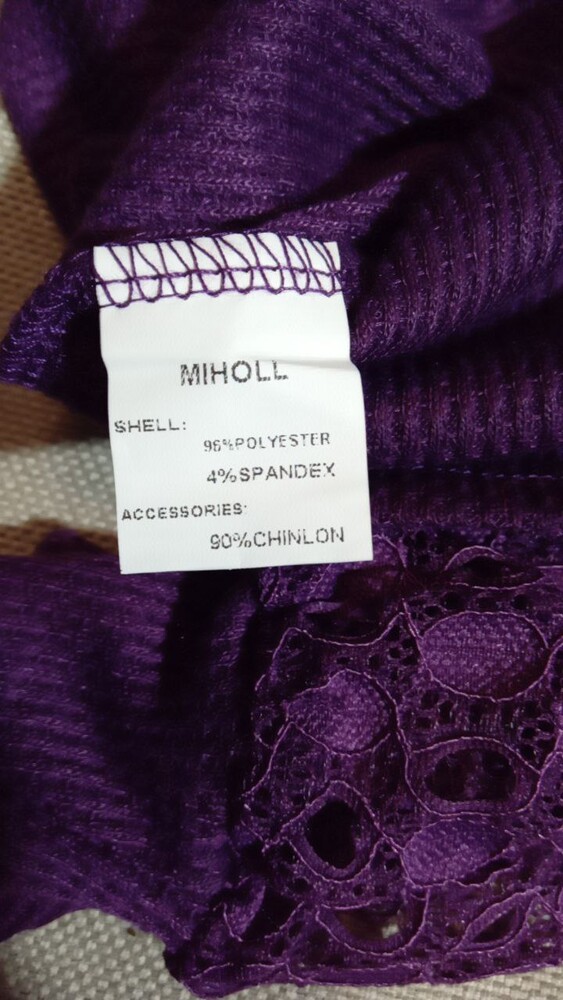 MIHOLL
SHELL:
96%POLYESTER
4%SPANDEX
ACCESSORIES:
90%CHINLON